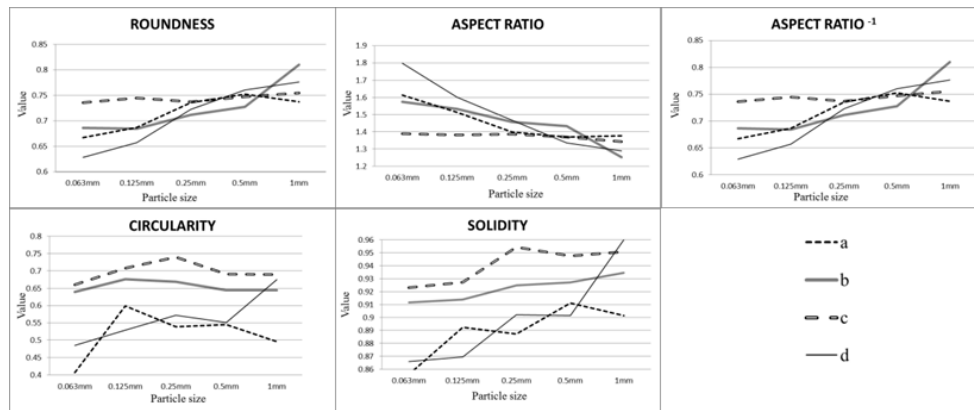 ROUNDNESS
0.85
0.8
0.75
0.7
0.65
0.6
Value
0.063mm 0.125mm 0.25mm 0.5mm 1mm
Particle size
ASPECT RATIO
1.9
1.8
1.7
1.6
1.5
1.4
1.3
1.2
Value
0.063mm 0.125mm 0.25mm 0.5mm 1mm
Particle size
ASPECT RATIO -1
0.85
0.8
0.75
0.7
0.65
0.6
Value
0.063mm 0.125mm 0.25mm 0.5mm 1mm
Particle size
CIRCULARITY
0.8
0.75
0.7
0.65
0.6
0.55
0.5
0.45
0.4
Value
0.063mm 0.125mm 0.25mm 0.5mm 1mm
Particle size
SOLIDITY
0.96
0.95
0.94
0.93
0.92
0.91
0.9
0.89
0.88
0.87
0.86
Value
0.063mm 0.125mm 0.25mm 0.5mm 1mm
Particle size
a
b
c
d